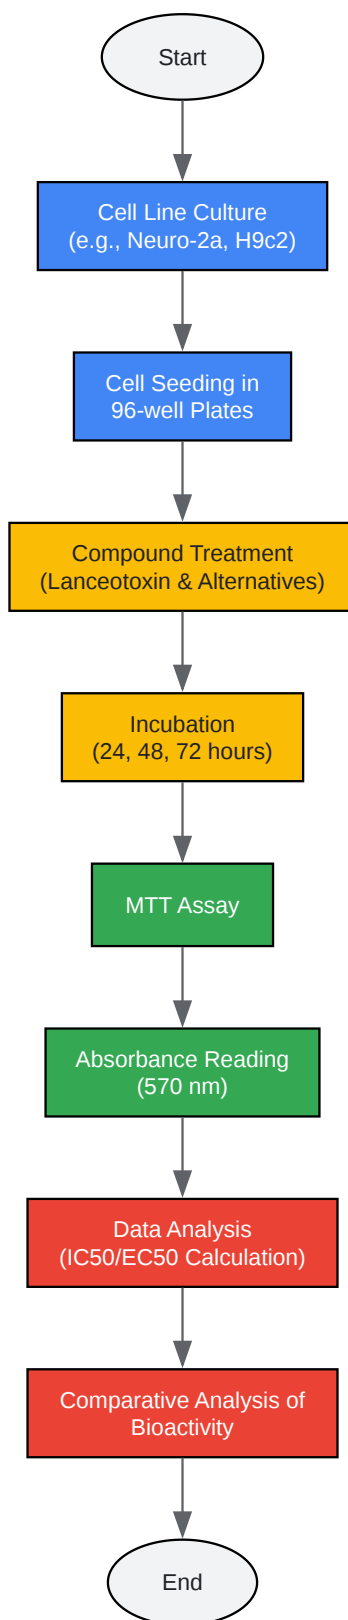 Start
Cell Line Culture
(e.g., Neuro-2a, H9c2)
Cell Seeding in
96-well Plates
Compound Treatment
(Lanceotoxin & Alternatives)
Incubation
(24, 48, 72 hours)
MTT Assay
Absorbance Reading
(570 nm)
Data Analysis
(IC50/EC50 Calculation)
Comparative Analysis of
Bioactivity
End